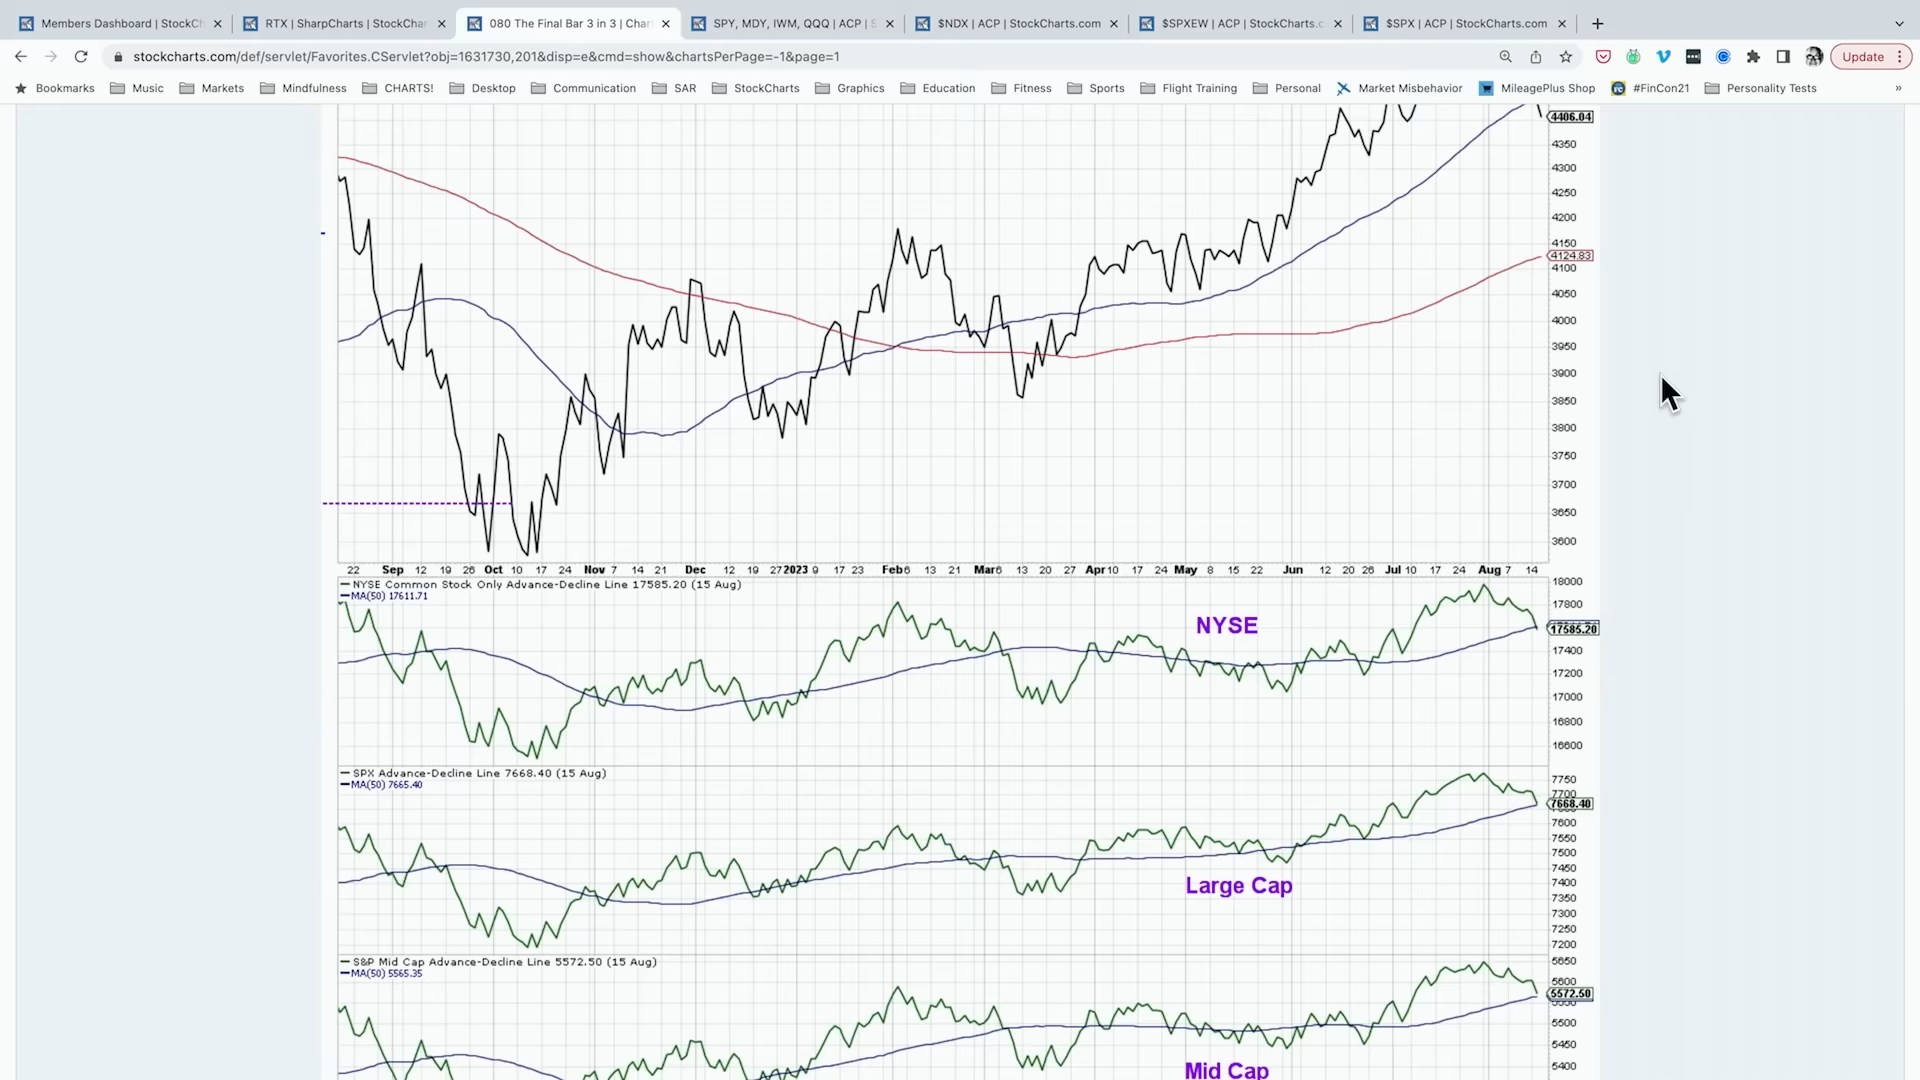 Members Dashboard | StockCh
RTX | SharpCharts | StockChar
080 The Final Bar 3 in 3 | Char
SPY, MDY, IWM, QQQ | ACP | S
$NDX | ACP | StockCharts.com
$SPXEW | ACP | StockCharts.c
$SPX | ACP | StockCharts.com
stockcharts.com/def/servlet/Favorites.CServlet?obj=1631730,201&disp=e&cmd=show&chartsPerPage=-1&page=1
Update
Bookmarks Music Markets Mindfulness CHARTS! Desktop Communication SAR StockCharts Graphics Education Fitness Sports Flight Training Personal Market Misbehavior MileagePlus Shop #FinCon21 Personality Tests »
4406.04
4350
4300
4250
4200
4150
4124.83
4100
4050
4000
3950
3900
3850
3800
3750
3700
3650
3600
22 Sep 12 19 26 Oct 10 17 24 Nov 7 14 21 Dec 12 19 27 2023 9 17 23 Feb 6 13 21 Mar 6 13 20 27 Apr 10 17 24 May 8 15 22 Jun 12 20 26 Jul 10 17 24 Aug 7 14
NYSE Common Stock Only Advance-Decline Line 17585.20 (15 Aug)
MA(50) 17611.71
NYSE
18000
17800
17585.20
17400
17200
17000
16800
16600
SPX Advance-Decline Line 7668.40 (15 Aug)
MA(50) 7665.40
Large Cap
7750
7700
7668.40
7600
7550
7500
7450
7400
7350
7300
7250
7200
S&P Mid Cap Advance-Decline Line 5572.50 (15 Aug)
MA(50) 5565.35
Mid Cap
5650
5600
5572.50
5500
5450
5400